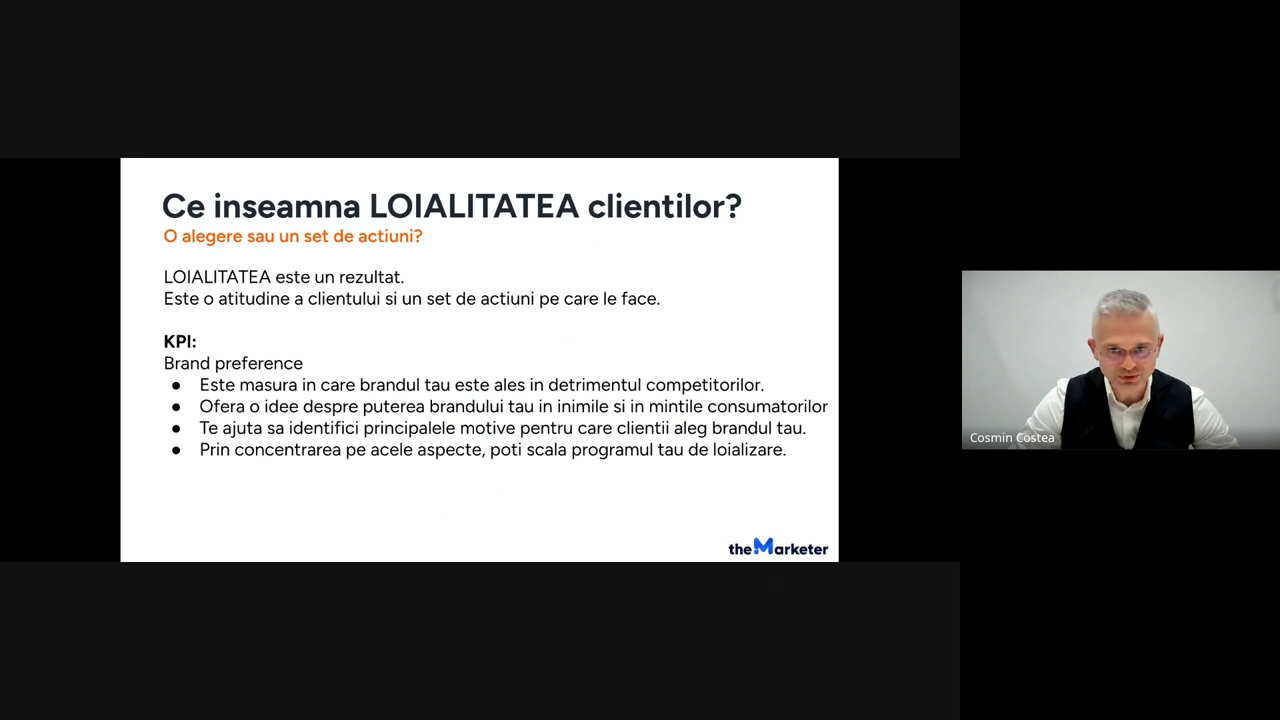 Ce inseamna LOIALITATEA clientilor?
O alegere sau un set de actiuni?
LOIALITATEA este un rezultat.
Este o atitudine a clientului si un set de actiuni pe care le face.
KPI:
Brand preference
● Este masura in care brandul tau este ales in detrimentul competitorilor.
● Ofera o idee despre puterea brandului tau in inimile si in mintile consumatorilor
● Te ajuta sa identifici principalele motive pentru care clientii aleg brandul tau.
● Prin concentrarea pe acele aspecte, poti scala programul tau de loializare.
theMarketer
Cosmin Costea